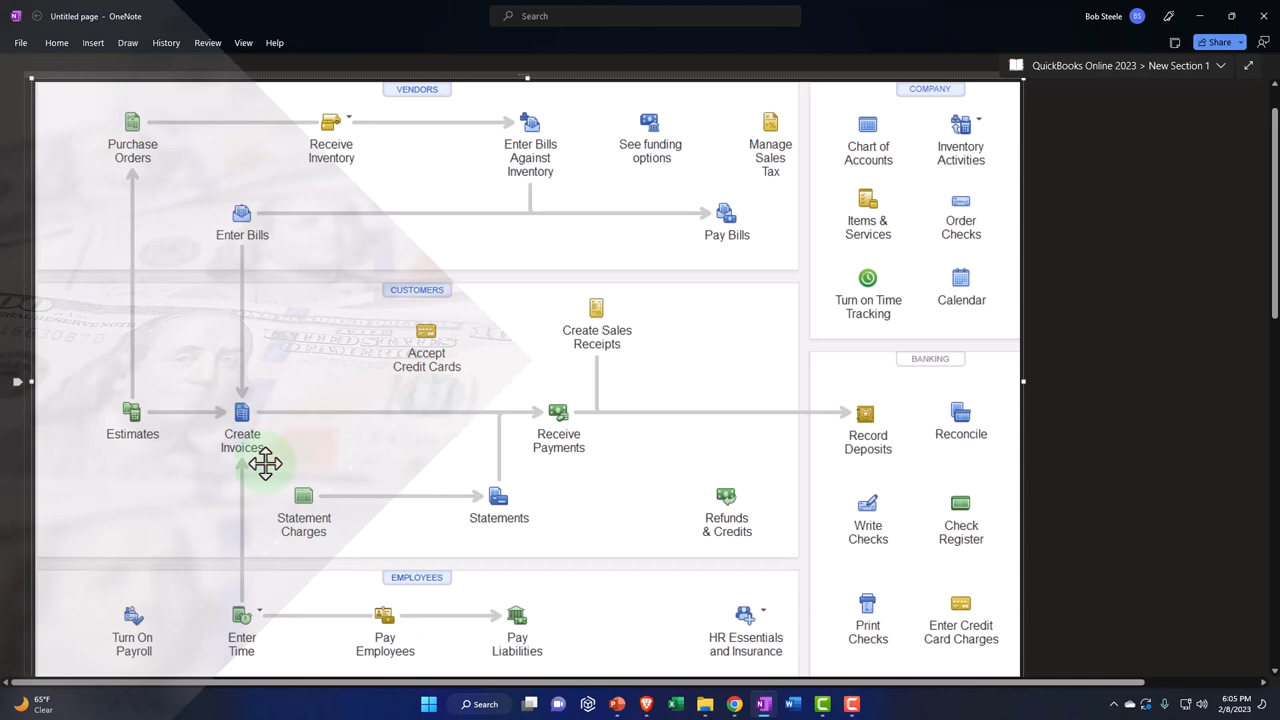 Untitled page - OneNote
Search
Bob Steele
BS
File
Home
Insert
Draw
History
Review
View
Help
Share
QuickBooks Online 2023 > New Section 1
VENDORS
COMPANY
Purchase
Orders
Receive
Inventory
Enter Bills
Against
Inventory
See funding
options
Manage
Sales
Tax
Chart of
Accounts
Inventory
Activities
Enter Bills
Pay Bills
Items &
Services
Order
Checks
Turn on Time
Tracking
Calendar
CUSTOMERS
Create Sales
Receipts
Accept
Credit Cards
BANKING
Estimates
Create
Invoices
Receive
Payments
Record
Deposits
Reconcile
Statement
Charges
Statements
Refunds
& Credits
Write
Checks
Check
Register
EMPLOYEES
Turn On
Payroll
Enter
Time
Pay
Employees
Pay
Liabilities
HR Essentials
and Insurance
Print
Checks
Enter Credit
Card Charges
65°F
Clear
Search
6:05 PM
2/8/2023